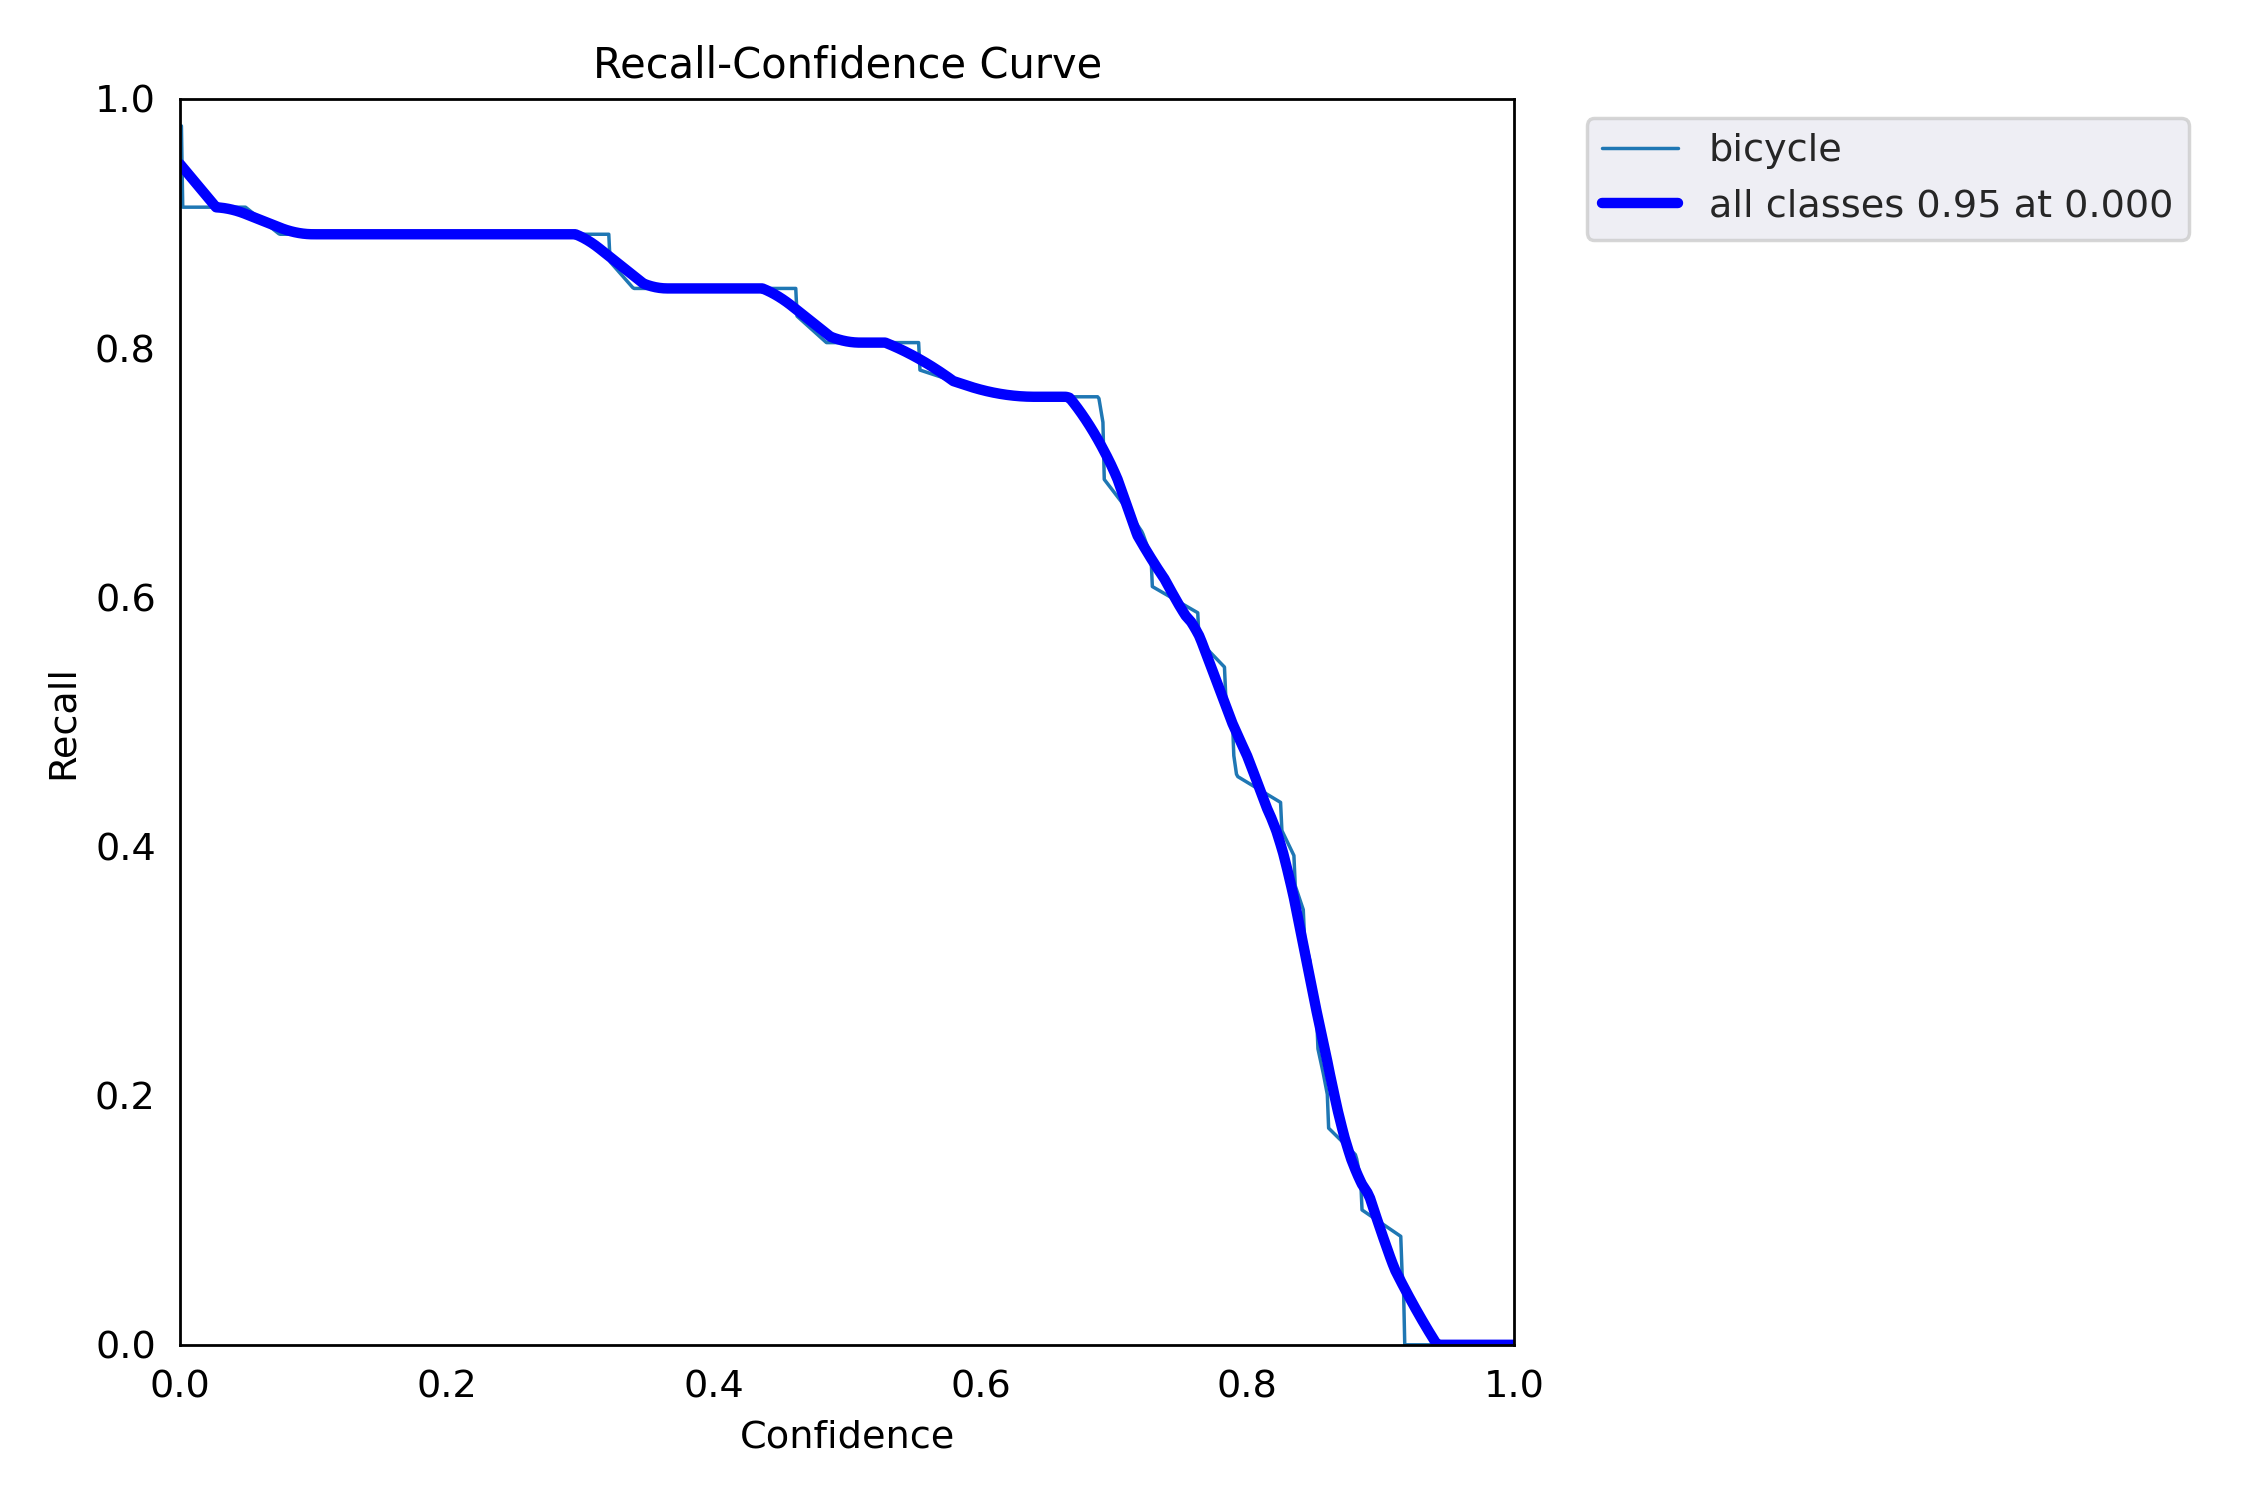 Recall-Confidence Curve
1.0
0.8
0.6
0.4
0.2
0.0
Recall
0.0 0.2 0.4 0.6 0.8 1.0
Confidence
bicycle
all classes 0.95 at 0.000